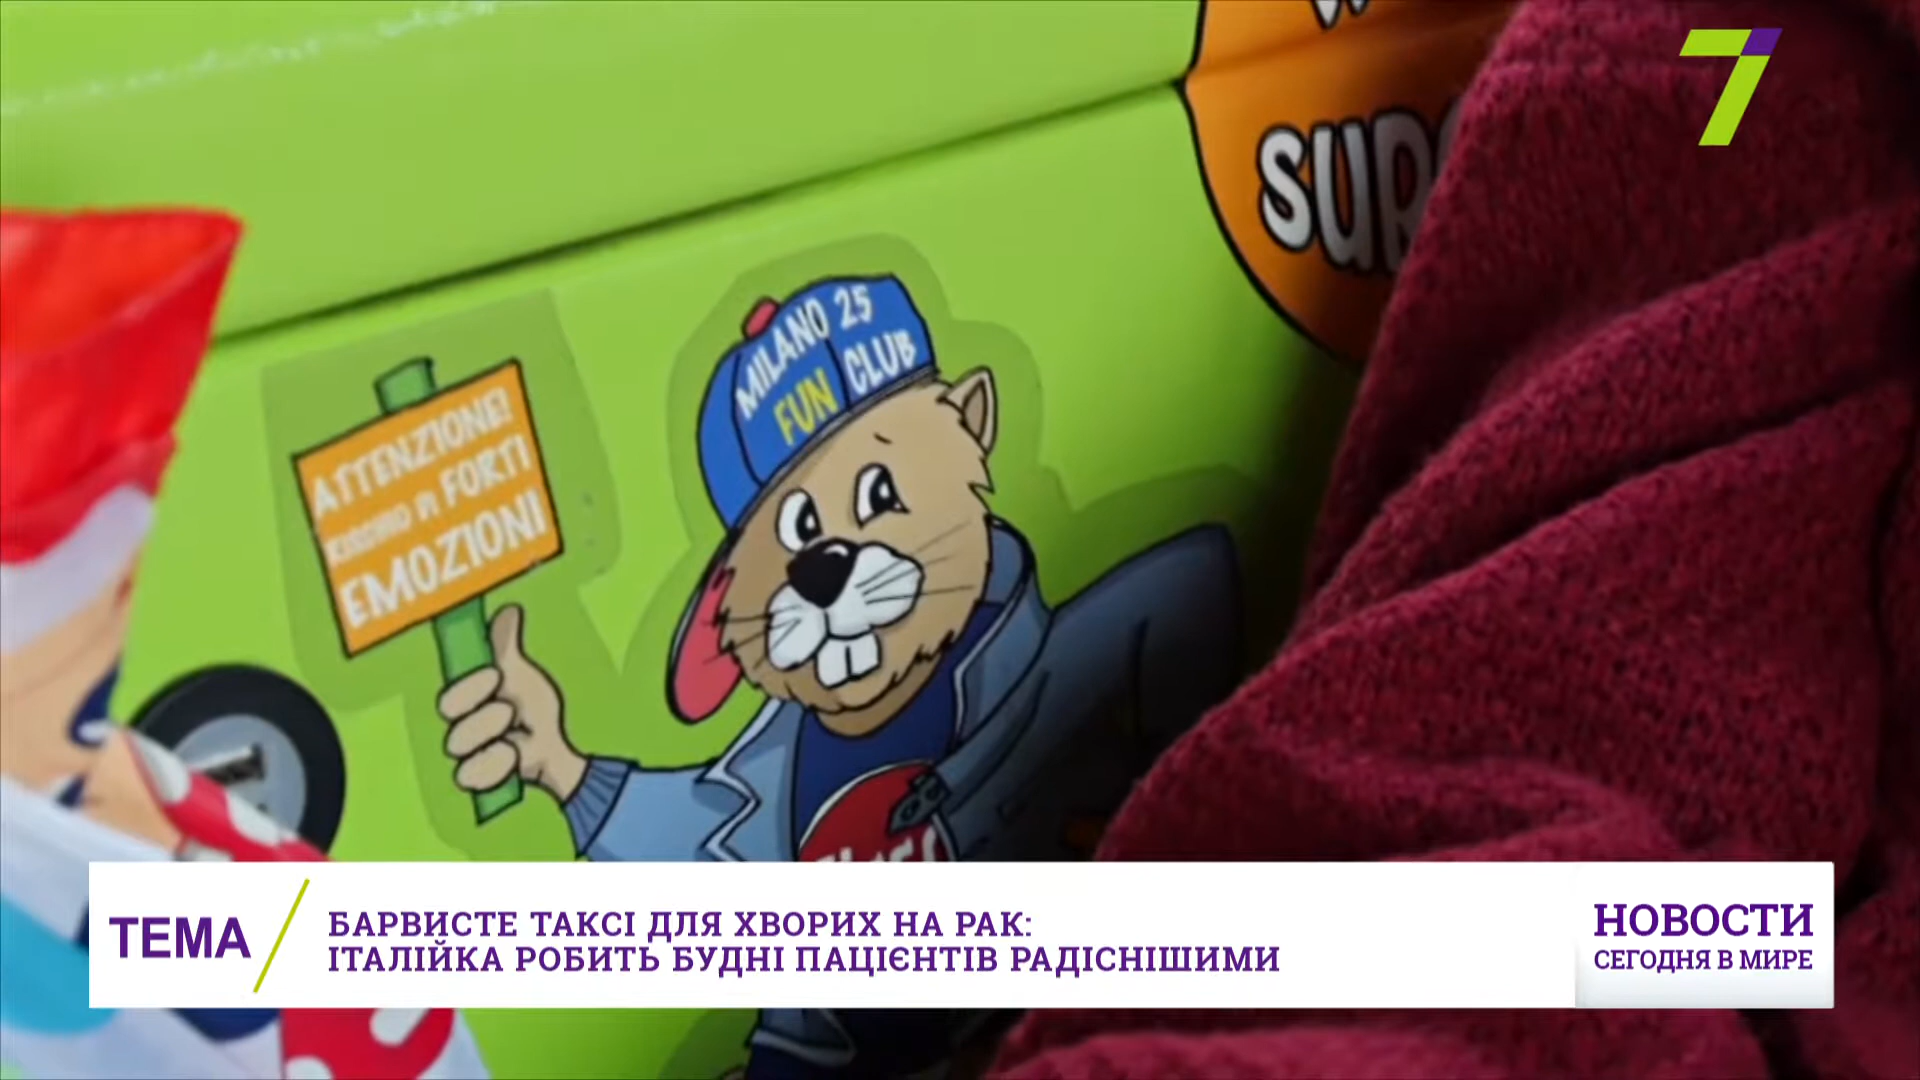 7
SUP
MILANO 25
FUN CLUB
ATTENZIONE!
RISCHIO DI FORTI
EMOZIONI
ТЕМА
БАРВИСТЕ ТАКСІ ДЛЯ ХВОРИХ НА РАК:
ІТАЛІЙКА РОБИТЬ БУДНІ ПАЦІЄНТІВ РАДІСНІШИМИ
НОВОСТИ
СЕГОДНЯ В МИРЕ